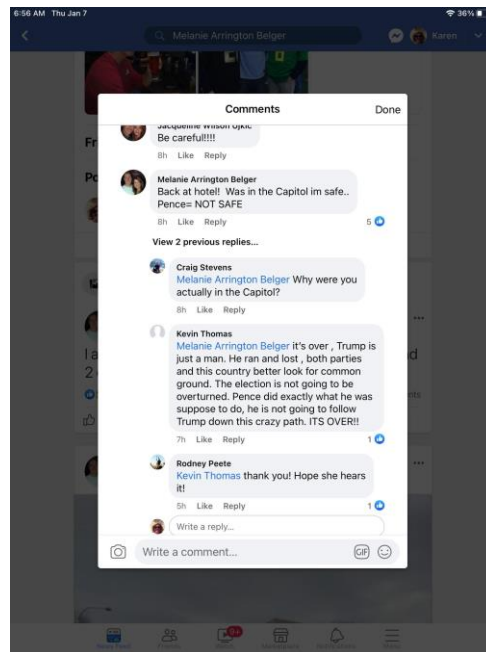 6:56 AM Thu Jan 7
36%
Melanie Arrington Belger
Karen
Comments
Done
Jacqueline Wilson Ujkic
Be careful!!!!
8h Like Reply
Melanie Arrington Belger
Back at hotel! Was in the Capitol im safe..
Pence= NOT SAFE
8h Like Reply
5
View 2 previous replies...
Craig Stevens
Melanie Arrington Belger Why were you
actually in the Capitol?
8h Like Reply
Kevin Thomas
Melanie Arrington Belger it's over , Trump is
just a man. He ran and lost , both parties
and this country better look for common
ground. The election is not going to be
overturned. Pence did exactly what he was
suppose to do, he is not going to follow
Trump down this crazy path. ITS OVER!!
7h Like Reply
1
Rodney Peete
Kevin Thomas thank you! Hope she hears
it!
5h Like Reply
1
Write a reply...
Write a comment...
GIF
9+